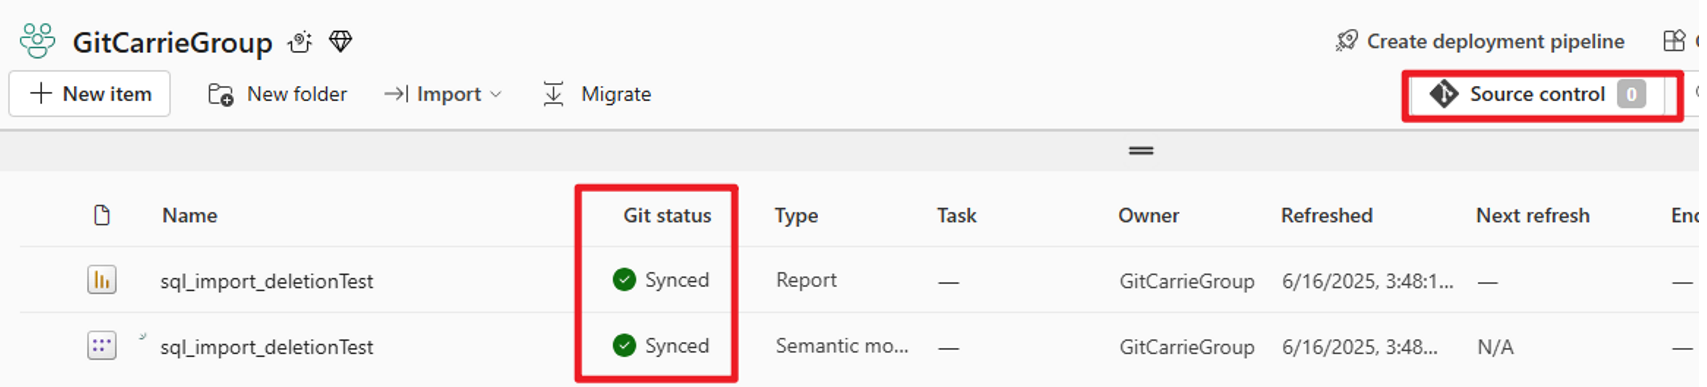 GitCarrieGroup
Create deployment pipeline
New item New folder Import Migrate Source control 0
Name Git status Type Task Owner Refreshed Next refresh
sql_import_deletionTest Synced Report — GitCarrieGroup 6/16/2025, 3:48:1... — —
sql_import_deletionTest Synced Semantic mo... — GitCarrieGroup 6/16/2025, 3:48... N/A —